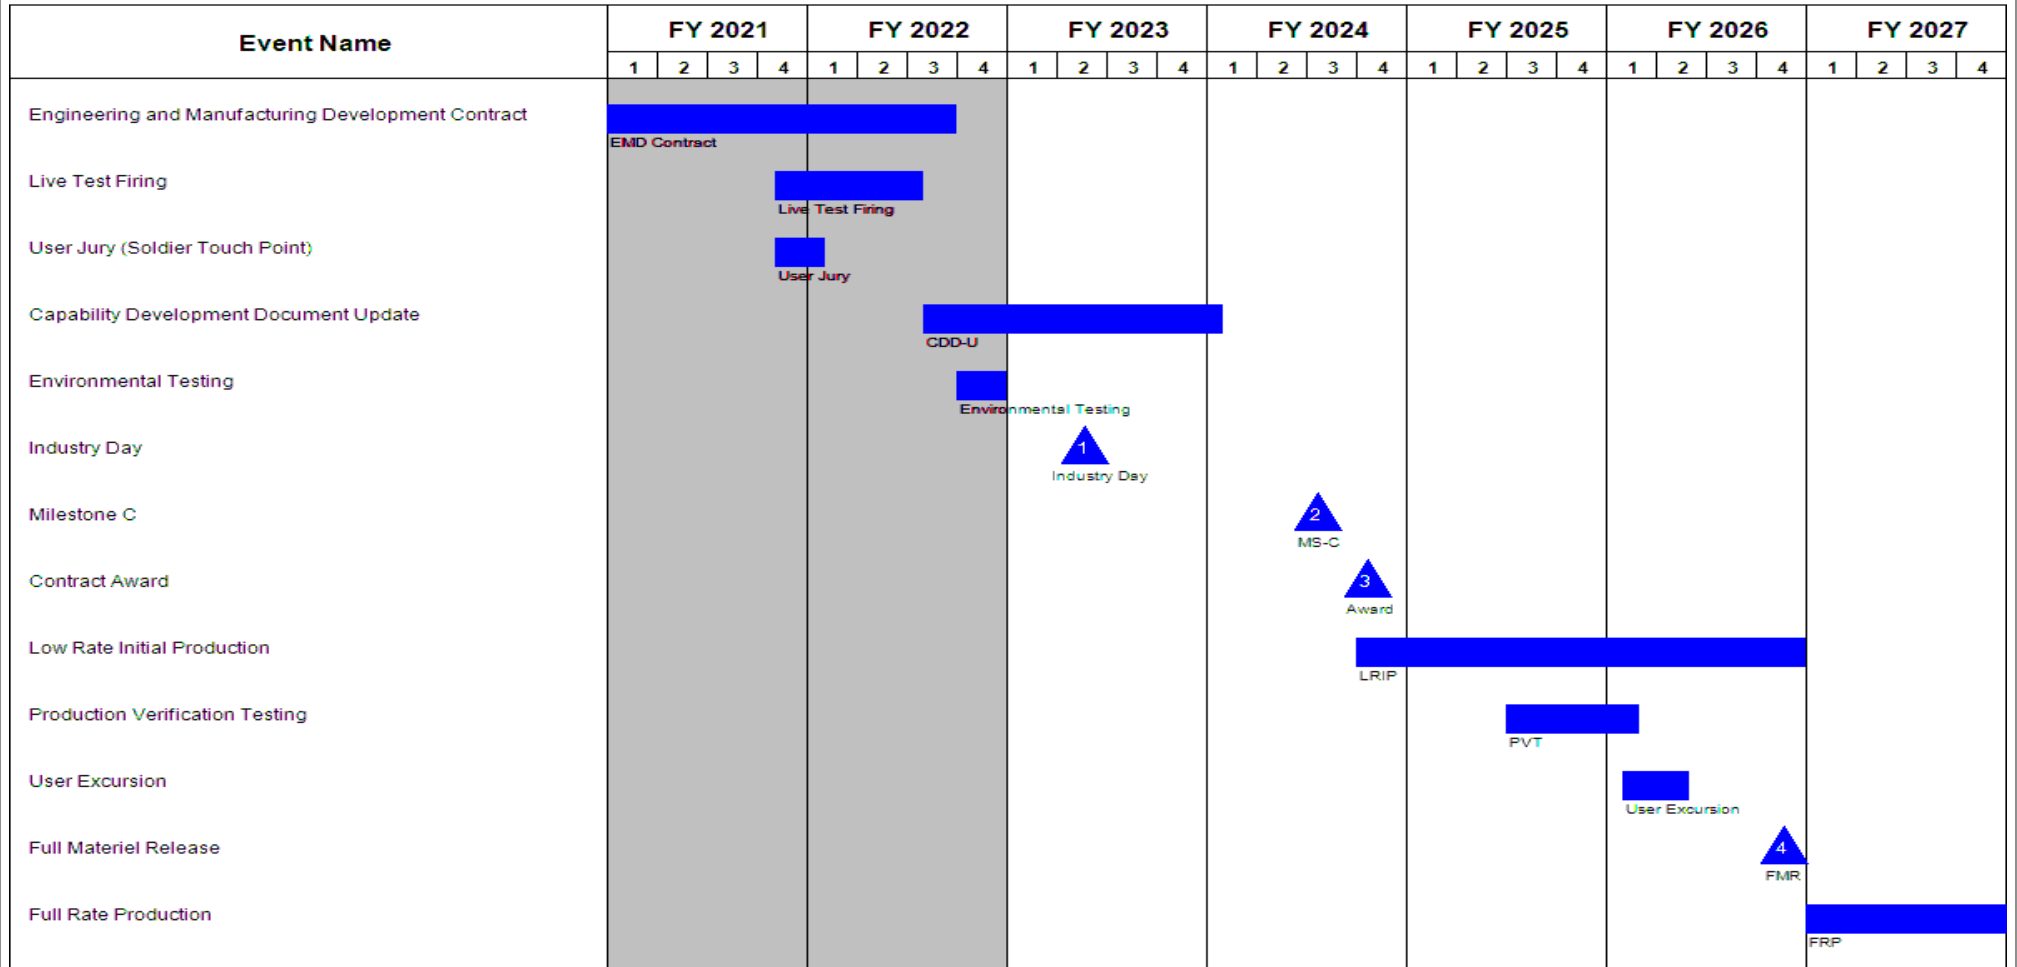 Event Name
FY 2021 FY 2022 FY 2023 FY 2024 FY 2025 FY 2026 FY 2027
1 2 3 4 1 2 3 4 1 2 3 4 1 2 3 4 1 2 3 4 1 2 3 4 1 2 3 4
Engineering and Manufacturing Development Contract
EMD Contract
Live Test Firing
Live Test Firing
User Jury (Soldier Touch Point)
User Jury
Capability Development Document Update
CDD-U
Environmental Testing
Environmental Testing
Industry Day
1
Industry Day
Milestone C
2
MS-C
Contract Award
3
Award
Low Rate Initial Production
LRIP
Production Verification Testing
PVT
User Excursion
User Excursion
Full Materiel Release
4
FMR
Full Rate Production
FRP